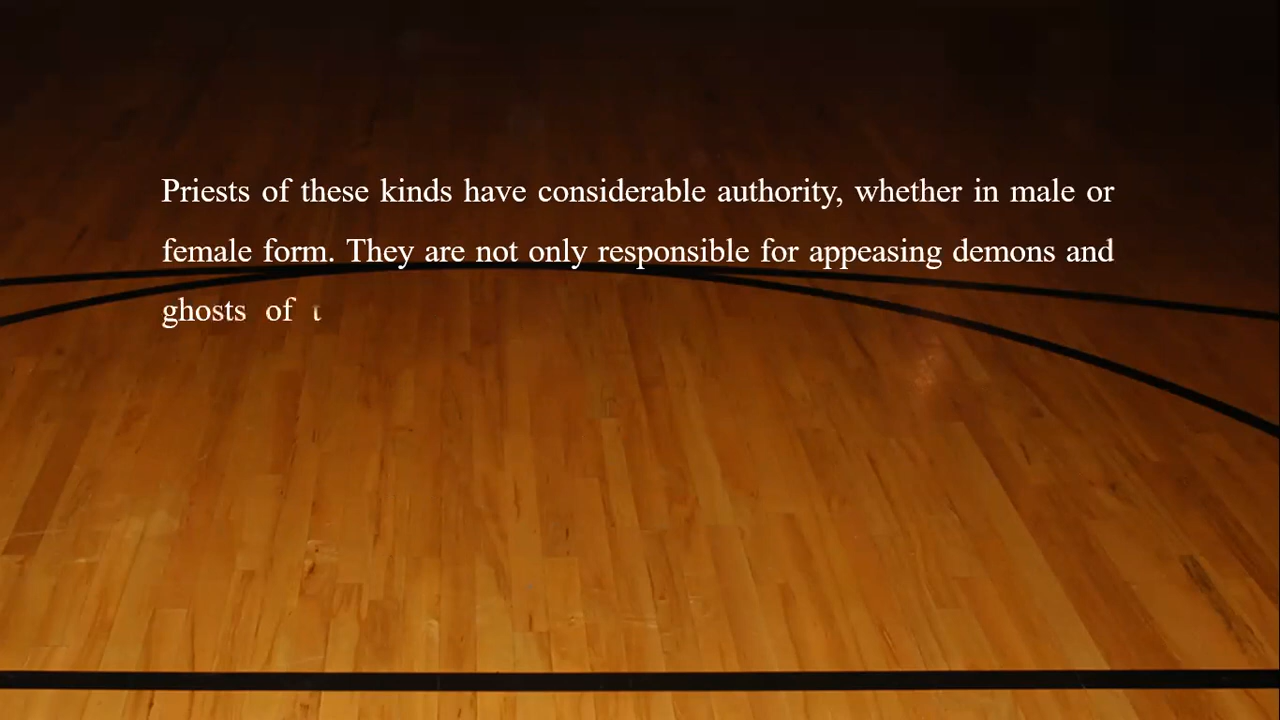 Priests of these kinds have considerable authority, whether in male or
female form. They are not only responsible for appeasing demons and
ghosts of